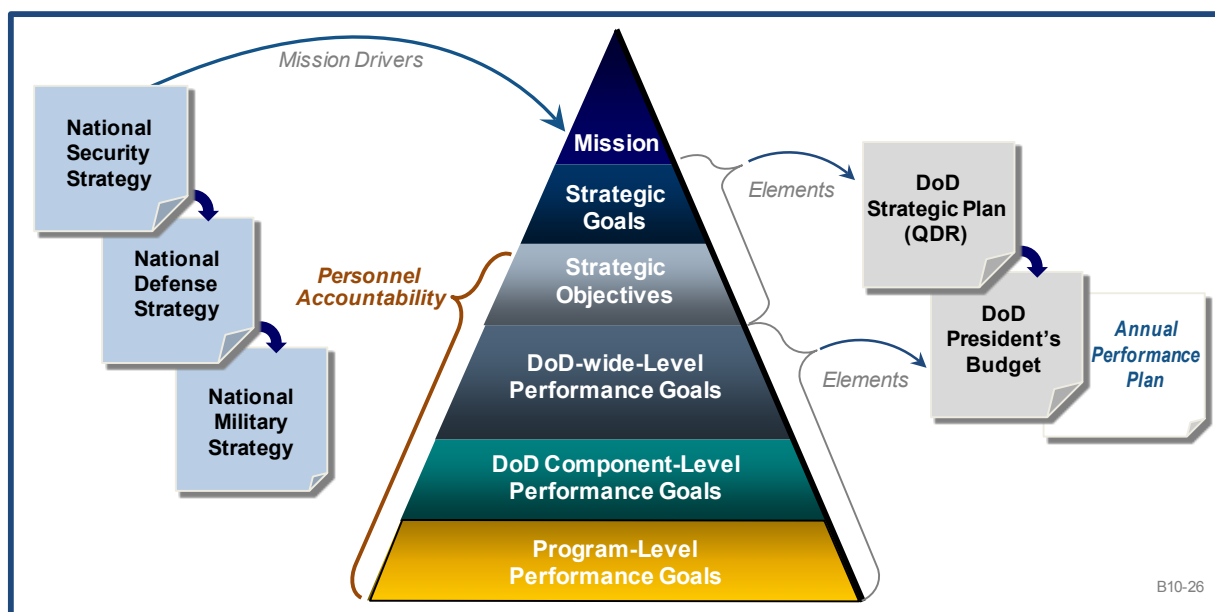 Mission Drivers
National
Security
Strategy
National
Defense
Strategy
National
Military
Strategy
Personnel
Accountability
Mission
Strategic
Goals
Strategic
Objectives
DoD-wide-Level
Performance Goals
DoD Component-Level
Performance Goals
Program-Level
Performance Goals
Elements
Elements
DoD
Strategic Plan
(QDR)
DoD
President's
Budget
Annual
Performance
Plan
B10-26